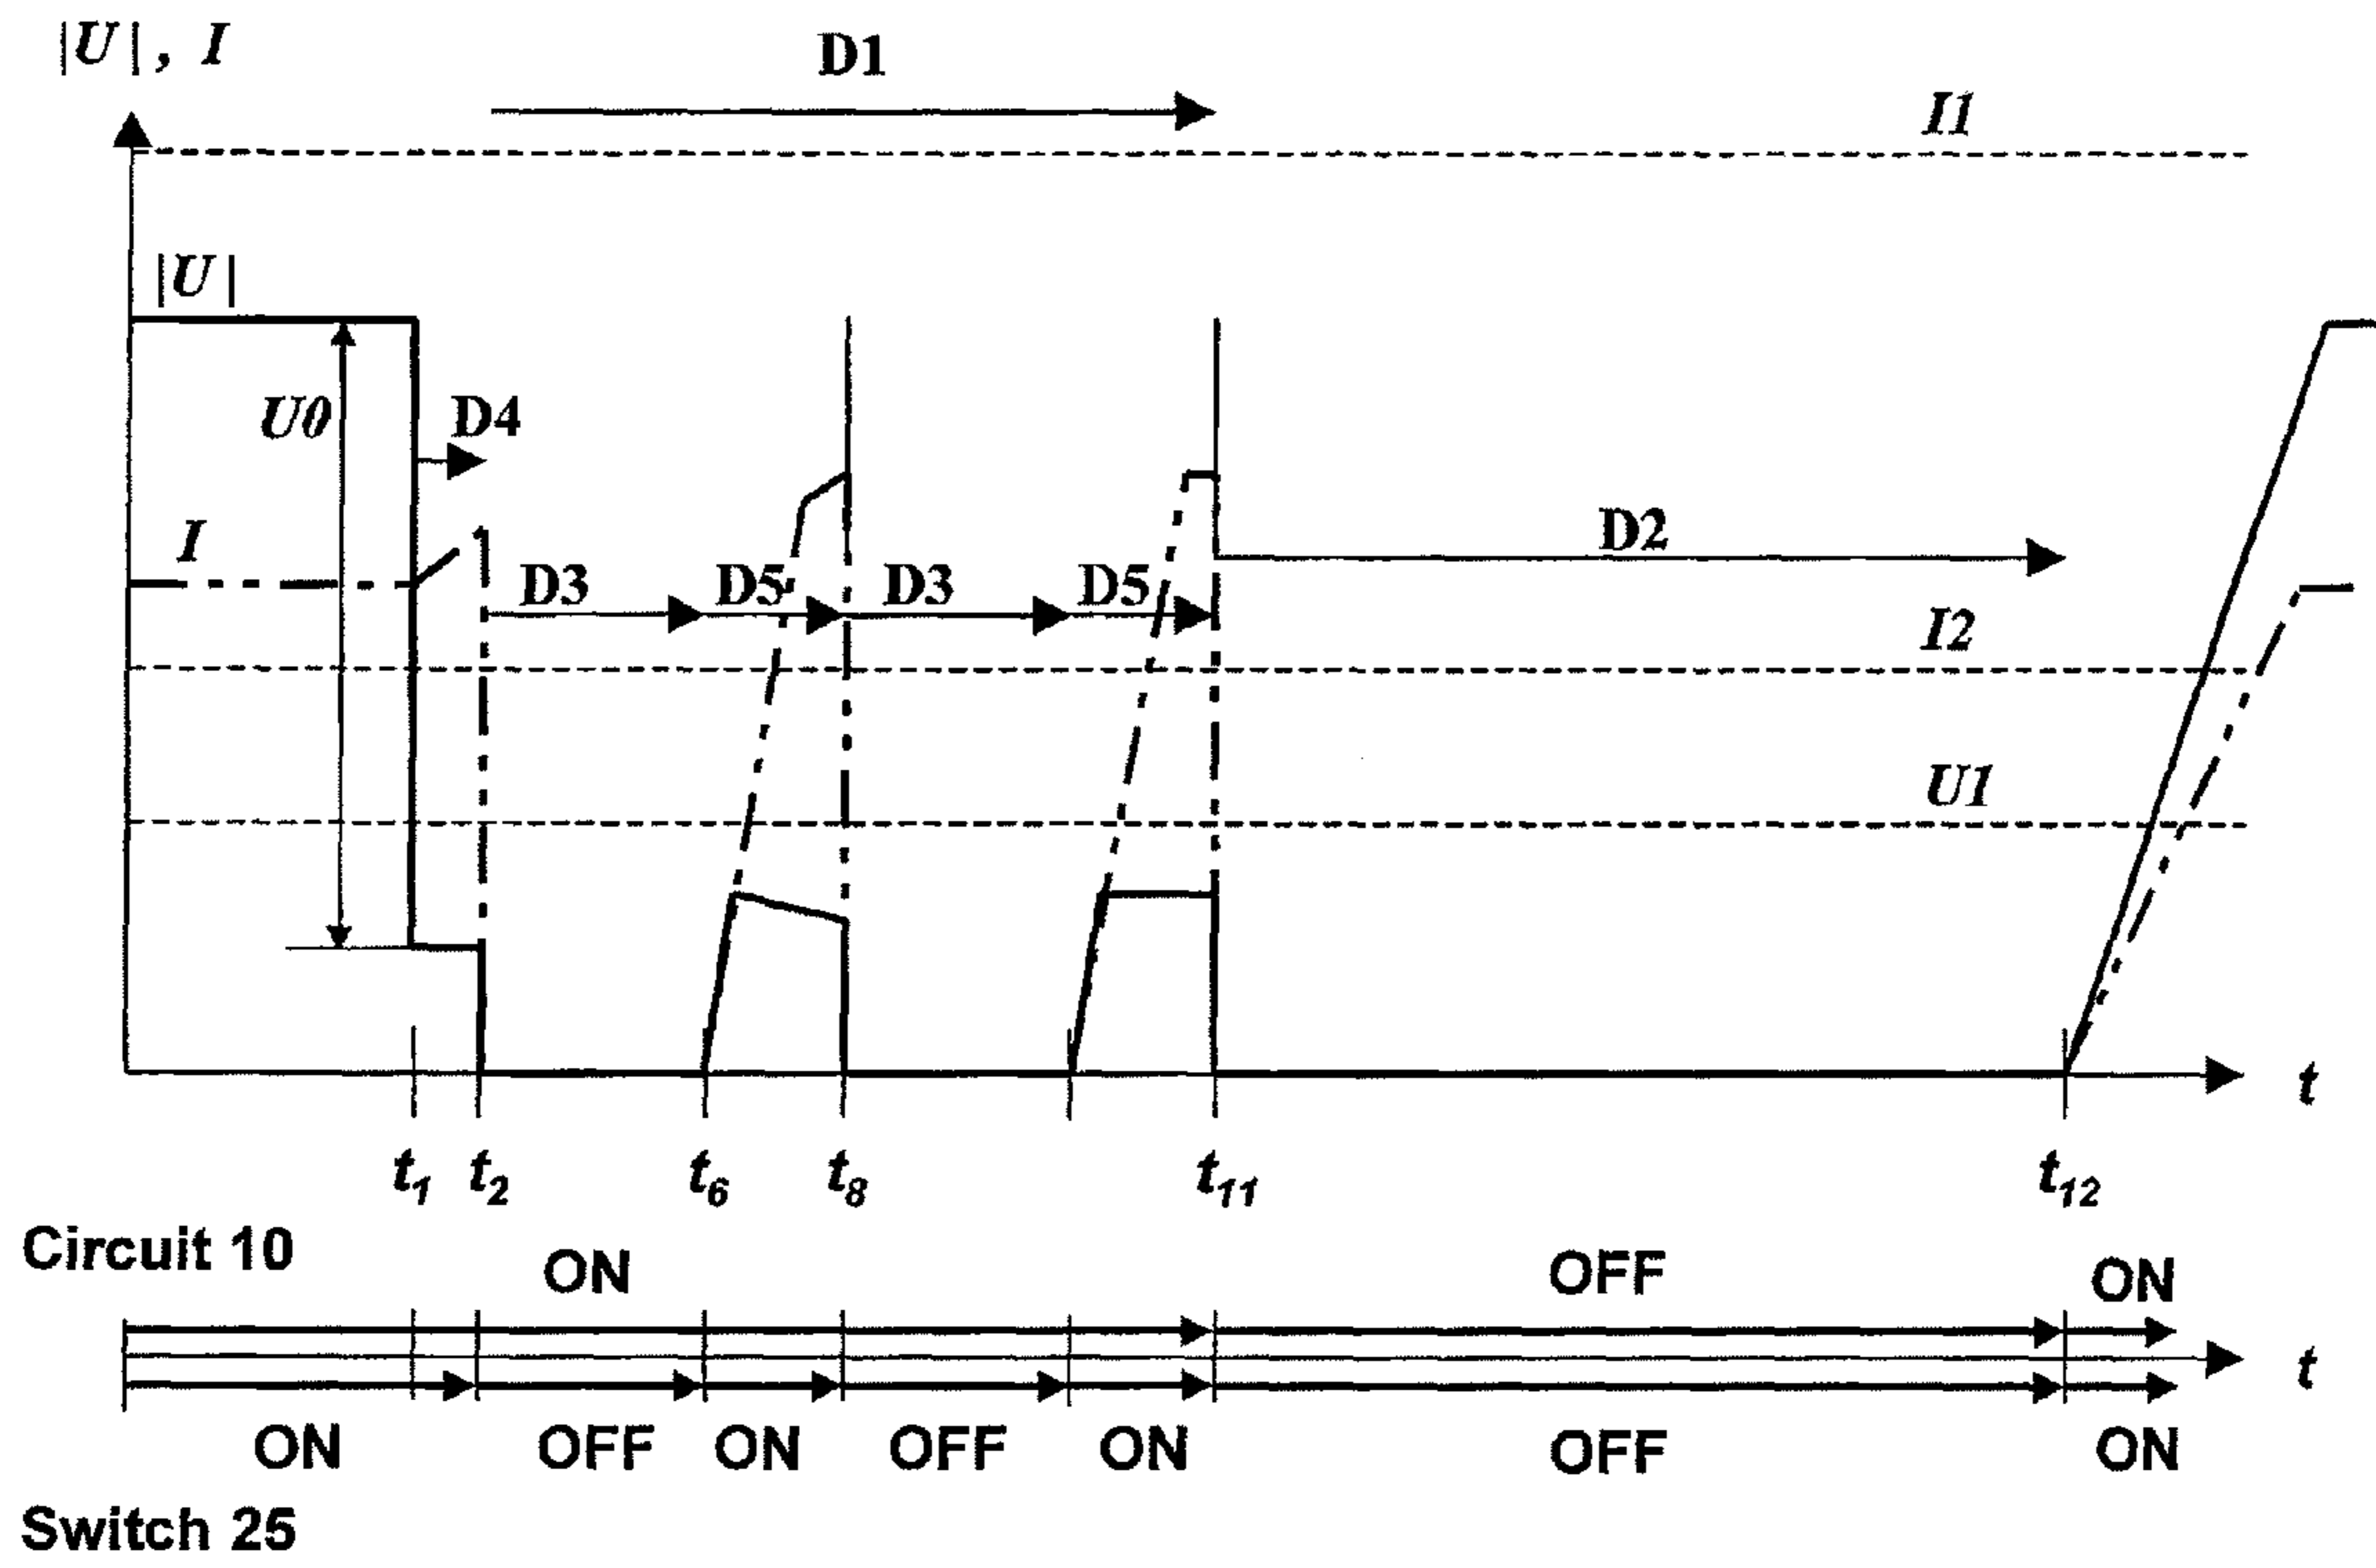 |U|, I
D1
I1
|U|
U0
D4
I
D3
D5
D3
D5
D2
I2
U1
t
t1
t2
t6
t8
t11
t12
Circuit 10
ON
OFF
ON
t
ON
OFF
ON
OFF
ON
OFF
ON
Switch 25